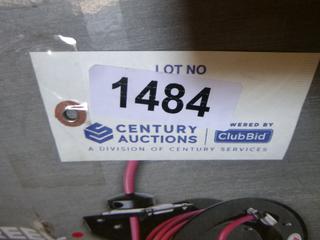 LOT NO
1484
CENTURY
AUCTIONS
WERED BY
ClubBid
A DIVISION OF CENTURY SERVICES